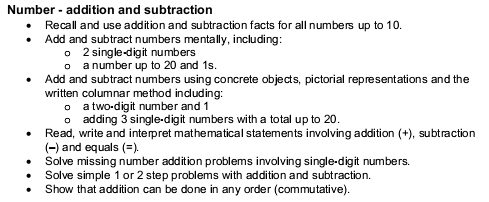 Number - addition and subtraction
• Recall and use addition and subtraction facts for all numbers up to 10.
• Add and subtract numbers mentally, including:
o 2 single-digit numbers
o a number up to 20 and 1s.
• Add and subtract numbers using concrete objects, pictorial representations and the
written columnar method including:
o a two-digit number and 1
o adding 3 single-digit numbers with a total up to 20.
• Read, write and interpret mathematical statements involving addition (+), subtraction
(–) and equals (=).
• Solve missing number addition problems involving single-digit numbers.
• Solve simple 1 or 2 step problems with addition and subtraction.
• Show that addition can be done in any order (commutative).